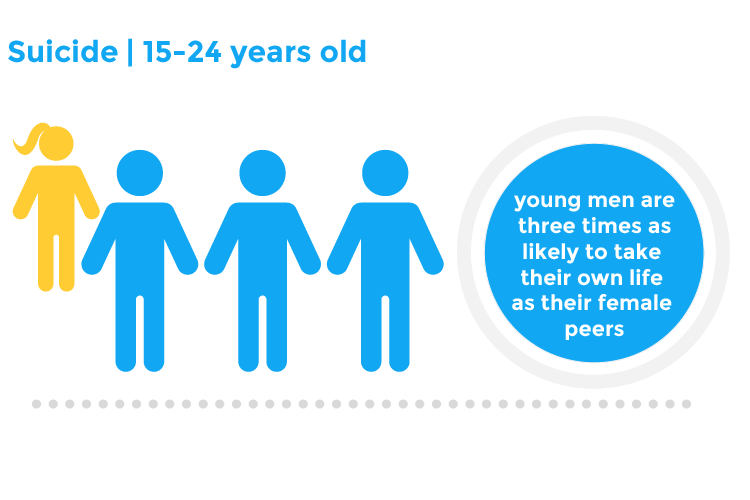 Suicide | 15-24 years old
young men are
three times as
likely to take
their own life
as their female
peers